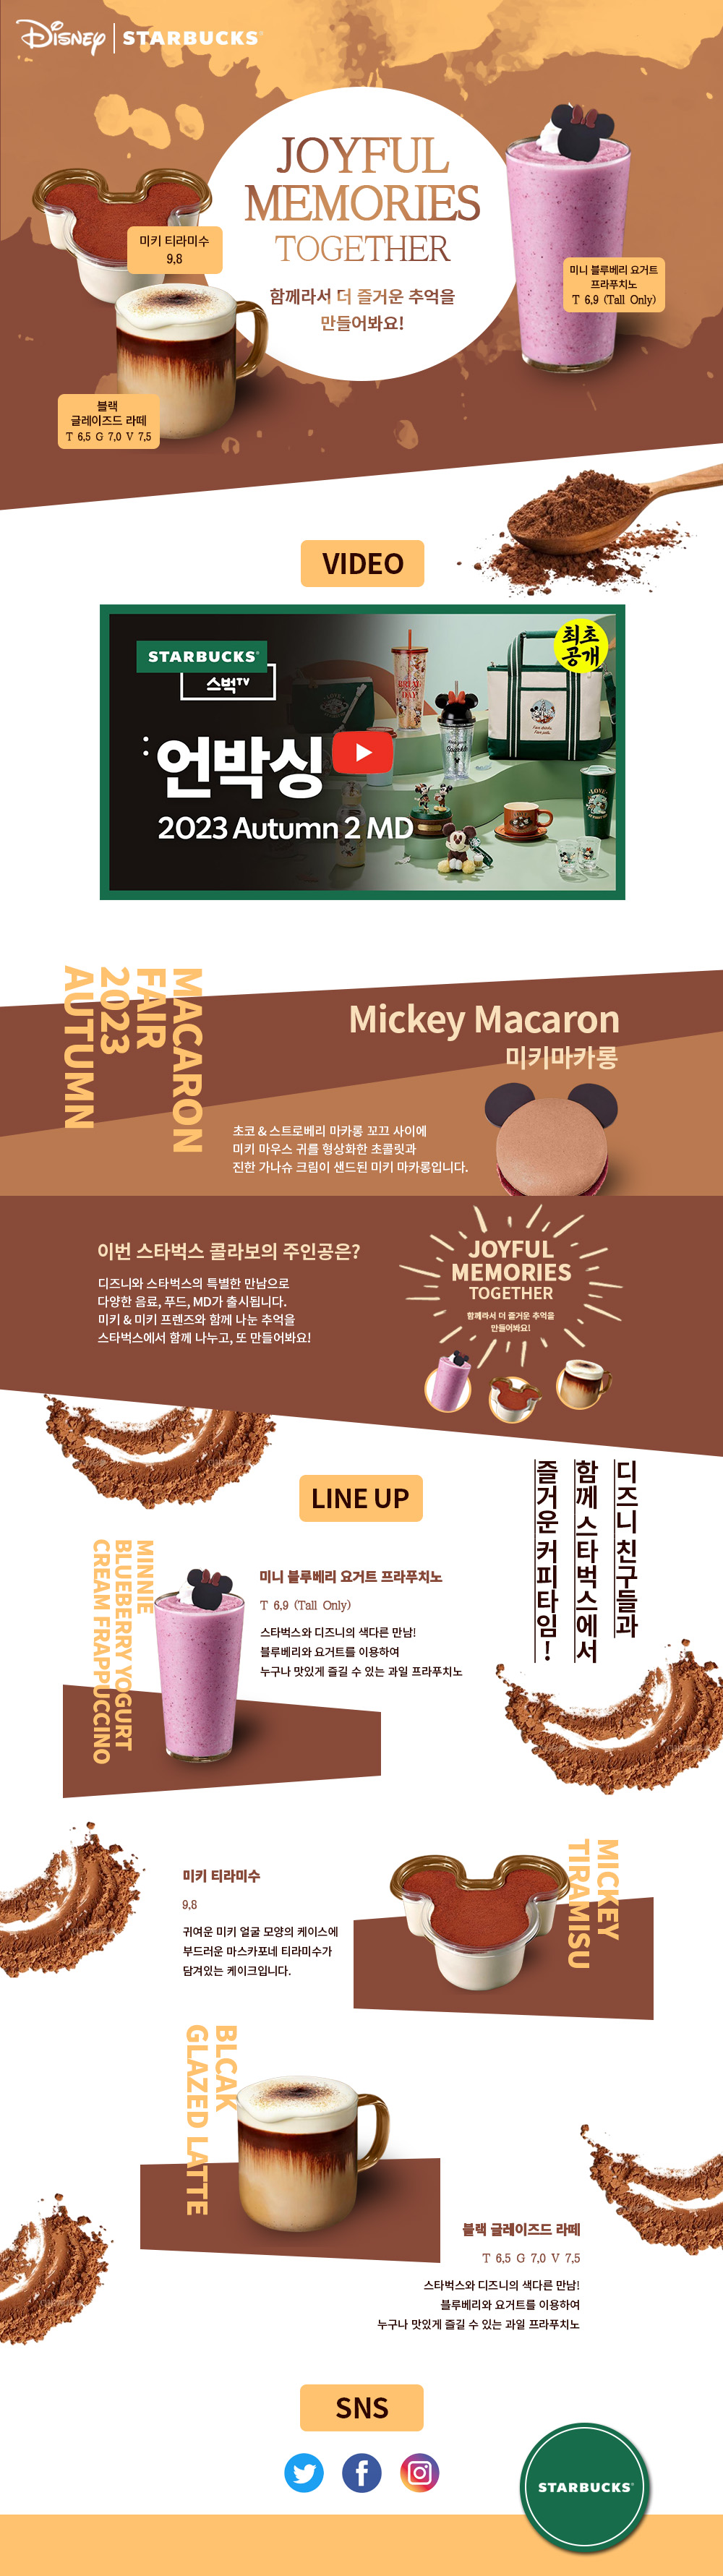 Disney | STARBUCKS®
JOYFUL
MEMORIES
TOGETHER
함께라서 더 즐거운 추억을
만들어봐요!
미키 티라미수
9,8
미니 블루베리 요거트
프라푸치노
T 6,9 (Tall Only)
블랙
글레이즈드 라떼
T 6,5 G 7,0 V 7,5
VIDEO
STARBUCKS®
스벅TV
최초
공개
: 언박싱
2023 Autumn 2 MD
MACARON
FAIR
2023
AUTUMN
Mickey Macaron
미키마카롱
초코 & 스트로베리 마카롱 꼬끄 사이에
미키 마우스 귀를 형상화한 초콜릿과
진한 가나슈 크림이 샌드된 미키 마카롱입니다.
이번 스타벅스 콜라보의 주인공은?
디즈니와 스타벅스의 특별한 만남으로
다양한 음료, 푸드, MD가 출시됩니다.
미키 & 미키 프렌즈와 함께 나눈 추억을
스타벅스에서 함께 나누고, 또 만들어봐요!
JOYFUL
MEMORIES
TOGETHER
함께라서 더 즐거운 추억을
만들어봐요!
LINE UP
디즈니 친구들과
함께 스타벅스에서
즐거운 커피타임!
MINNIE
BLUEBERRY YOGURT
CREAM FRAPPUCCINO
미니 블루베리 요거트 프라푸치노
T 6,9 (Tall Only)
스타벅스와 디즈니의 색다른 만남!
블루베리와 요거트를 이용하여
누구나 맛있게 즐길 수 있는 과일 프라푸치노
미키 티라미수
9,8
귀여운 미키 얼굴 모양의 케이스에
부드러운 마스카포네 티라미수가
담겨있는 케이크입니다.
MICKEY
TIRAMISU
BLCAK
GLAZED LATTE
블랙 글레이즈드 라떼
T 6,5 G 7,0 V 7,5
스타벅스와 디즈니의 색다른 만남!
블루베리와 요거트를 이용하여
누구나 맛있게 즐길 수 있는 과일 프라푸치노
SNS
STARBUCKS®